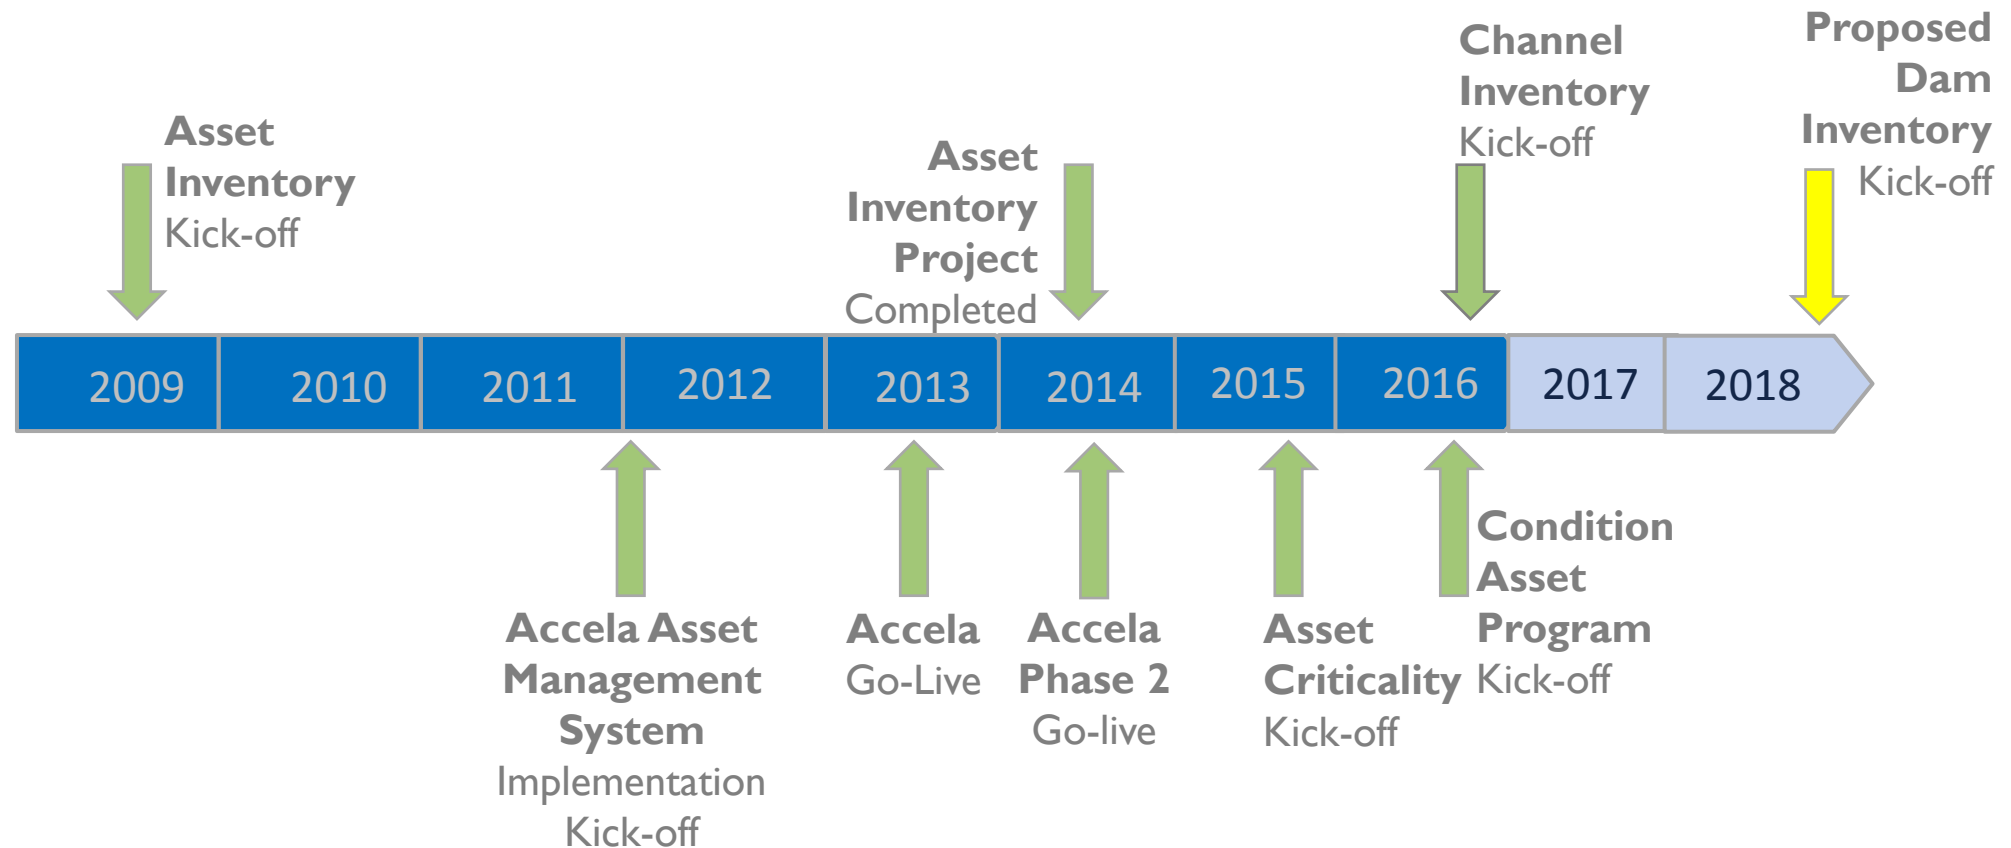 Asset
Inventory
Kick-off
Asset
Inventory
Project
Completed
Channel
Inventory
Kick-off
Proposed
Dam
Inventory
Kick-off
2009
2010
2011
2012
2013
2014
2015
2016
2017
2018
Accela Asset
Management
System
Implementation
Kick-off
Accela
Go-Live
Accela
Phase 2
Go-live
Asset
Criticality
Kick-off
Condition
Asset
Program
Kick-off